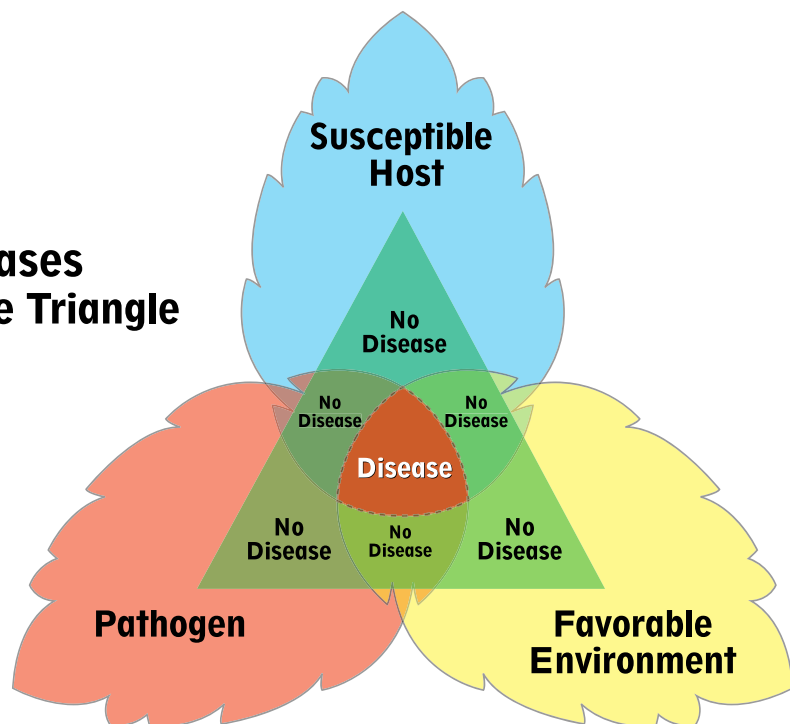 Susceptible
Host
ases
e Triangle
No
Disease
No
Disease
No
Disease
Disease
No
Disease
No
Disease
No
Disease
Pathogen
Favorable
Environment